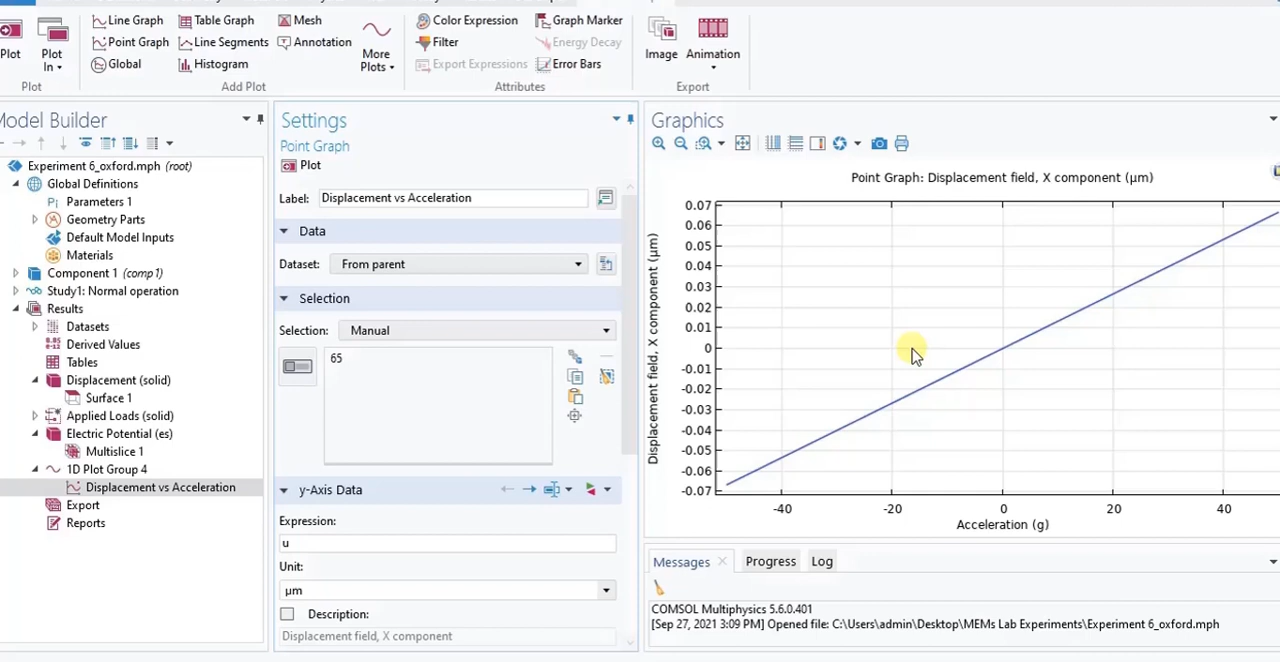 Line Graph
Table Graph
Mesh
Color Expression
Graph Marker
Plot
Plot
In
Point Graph
Line Segments
Annotation
More
Plots
Filter
Energy Decay
Image
Animation
Global
Histogram
Export Expressions
Error Bars
Plot
Add Plot
Attributes
Export
Model Builder
Experiment 6_oxford.mph (root)
Global Definitions
Pi Parameters 1
Geometry Parts
Default Model Inputs
Materials
Component 1 (comp1)
Study1: Normal operation
Results
Datasets
8.85
e-12 Derived Values
Tables
Displacement (solid)
Surface 1
Applied Loads (solid)
Electric Potential (es)
Multislice 1
1D Plot Group 4
Displacement vs Acceleration
Export
Reports
Settings
Point Graph
Plot
Label: Displacement vs Acceleration
Data
Dataset: From parent
Selection
Selection: Manual
65
y-Axis Data
Expression:
u
Unit:
µm
Description:
Displacement field, X component
Graphics
Point Graph: Displacement field, X component (µm)
Displacement field, X component (µm)
0.07
0.06
0.05
0.04
0.03
0.02
0.01
0
-0.01
-0.02
-0.03
-0.04
-0.05
-0.06
-0.07
-40 -20 0 20 40
Acceleration (g)
Messages Progress Log
COMSOL Multiphysics 5.6.0.401
[Sep 27, 2021 3:09 PM] Opened file: C:\Users\admin\Desktop\MEMs Lab Experiments\Experiment 6_oxford.mph